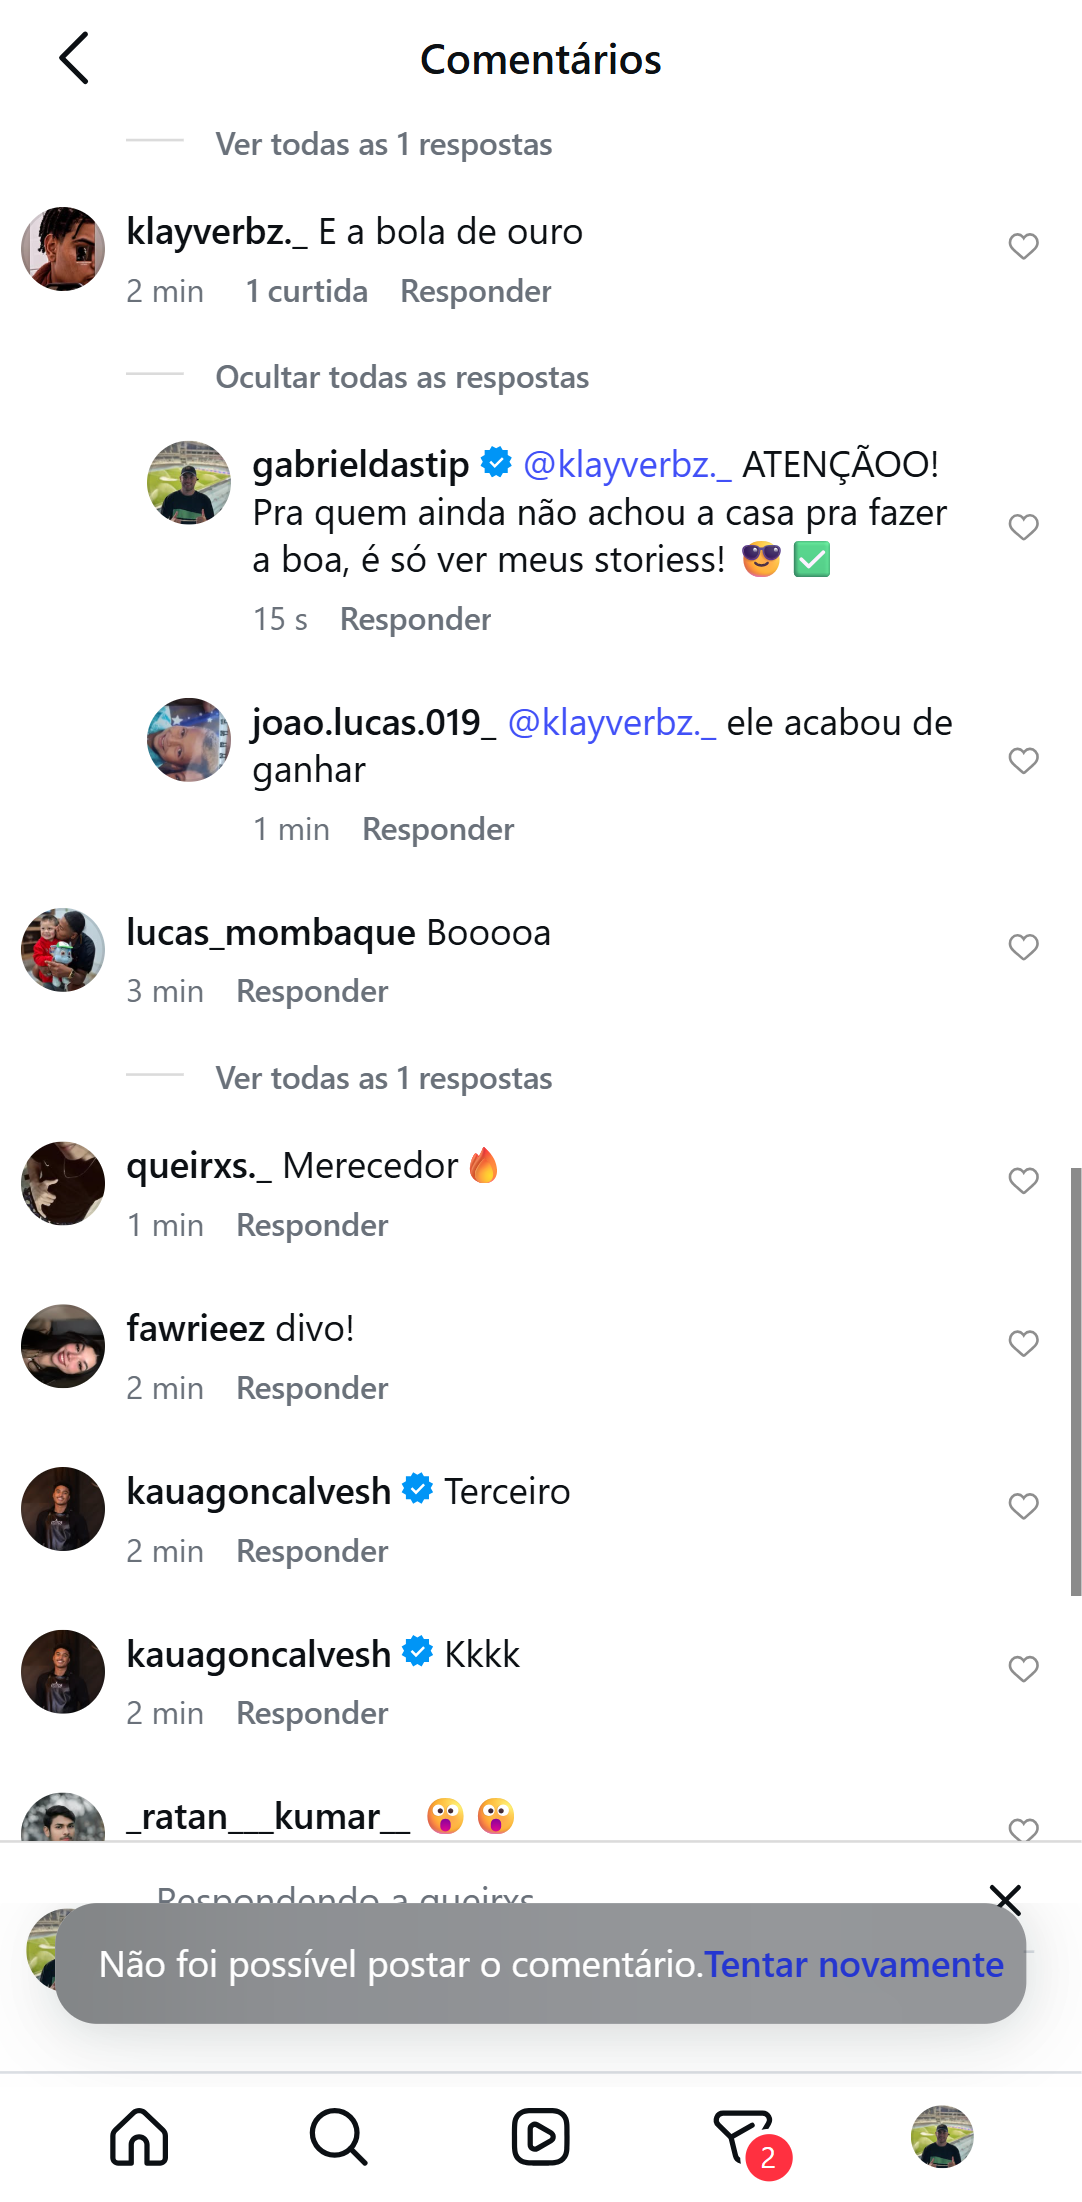 Comentários
Ver todas as 1 respostas
klayverbz._ E a bola de ouro
2 min 1 curtida Responder
Ocultar todas as respostas
gabrieldastip @klayverbz._ ATENÇÃOO!
Pra quem ainda não achou a casa pra fazer
a boa, é só ver meus storiess! 😎 ✅
15 s Responder
joao.lucas.019_ @klayverbz._ ele acabou de
ganhar
1 min Responder
lucas_mombaque Booooa
3 min Responder
Ver todas as 1 respostas
queirxs._ Merecedor🔥
1 min Responder
fawrieez divo!
2 min Responder
kauagoncalvesh Terceiro
2 min Responder
kauagoncalvesh Kkkk
2 min Responder
_ratan___kumar__ 😲 😲
Respondendo a queirxs._
Não foi possível postar o comentário.Tentar novamente
2